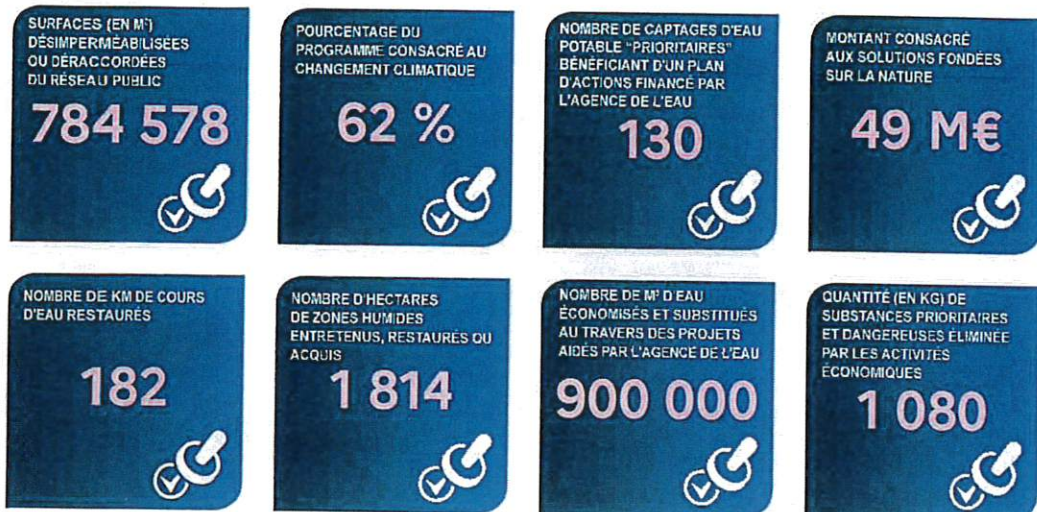 SURFACES (EN M²)
DÉSIMPERMÉABILISÉES
OU DÉRACCORDÉES
DU RÉSEAU PUBLIC
784 578
POURCENTAGE DU
PROGRAMME CONSACRÉ AU
CHANGEMENT CLIMATIQUE
62 %
NOMBRE DE CAPTAGES D'EAU
POTABLE "PRIORITAIRES"
BÉNÉFICIANT D'UN PLAN
D'ACTIONS FINANCÉ PAR
L'AGENCE DE L'EAU
130
MONTANT CONSACRÉ
AUX SOLUTIONS FONDÉES
SUR LA NATURE
49 M€
NOMBRE DE KM DE COURS
D'EAU RESTAURÉS
182
NOMBRE D'HECTARES
DE ZONES HUMIDES
ENTRETENUS, RESTAURÉS OU
ACQUIS
1 814
NOMBRE DE M³ D'EAU
ÉCONOMISÉS ET SUBSTITUÉS
AU TRAVERS DES PROJETS
AIDÉS PAR L'AGENCE DE L'EAU
900 000
QUANTITÉ (EN KG) DE
SUBSTANCES PRIORITAIRES
ET DANGEREUSES ÉLIMINÉE
PAR LES ACTIVITÉS
ÉCONOMIQUES
1 080